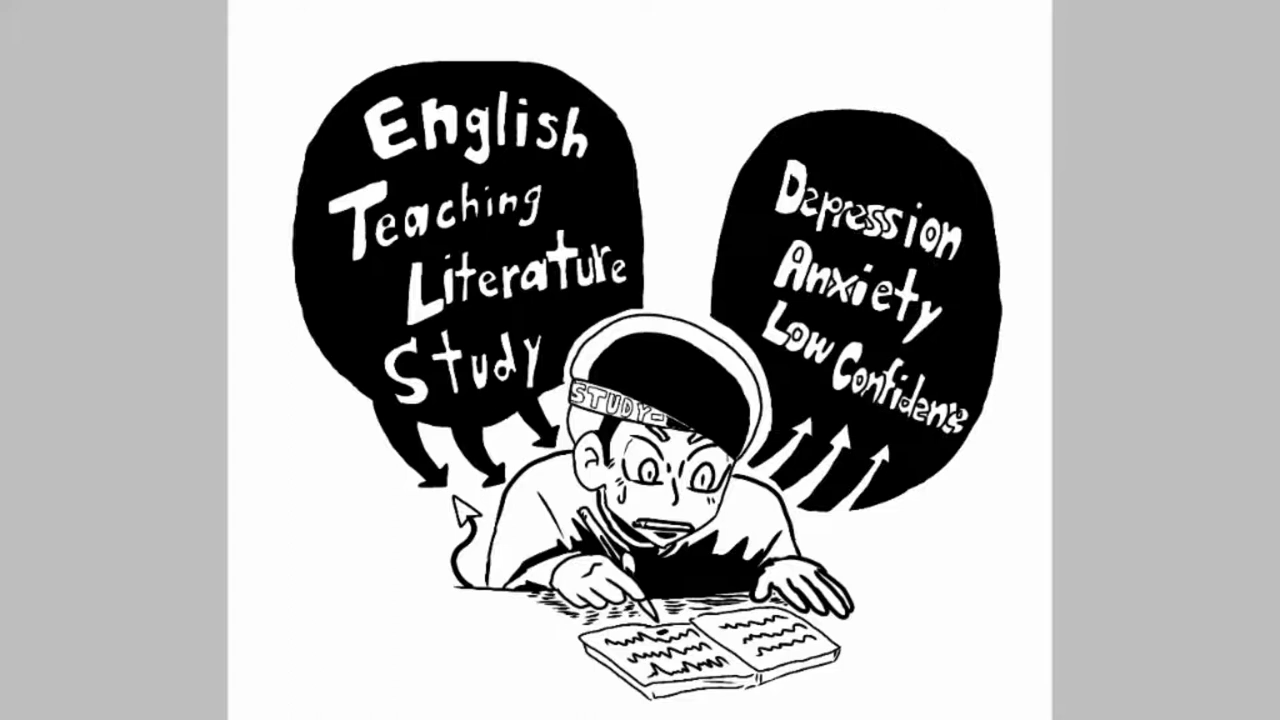 English
Teaching
Literature
Study
Depression
Anxiety
Low Confidence
STUDY-